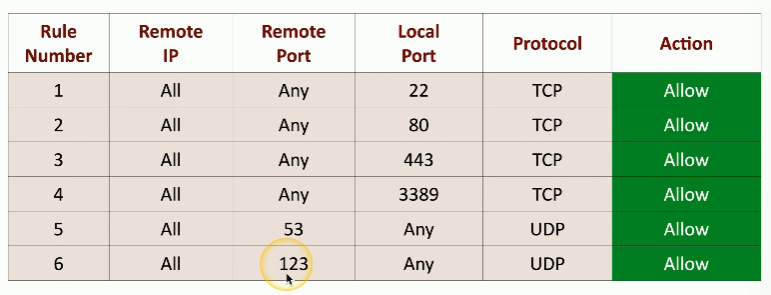 Rule Number Remote IP Remote Port Local Port Protocol Action
1 All Any 22 TCP Allow
2 All Any 80 TCP Allow
3 All Any 443 TCP Allow
4 All Any 3389 TCP Allow
5 All 53 Any UDP Allow
6 All 123 Any UDP Allow